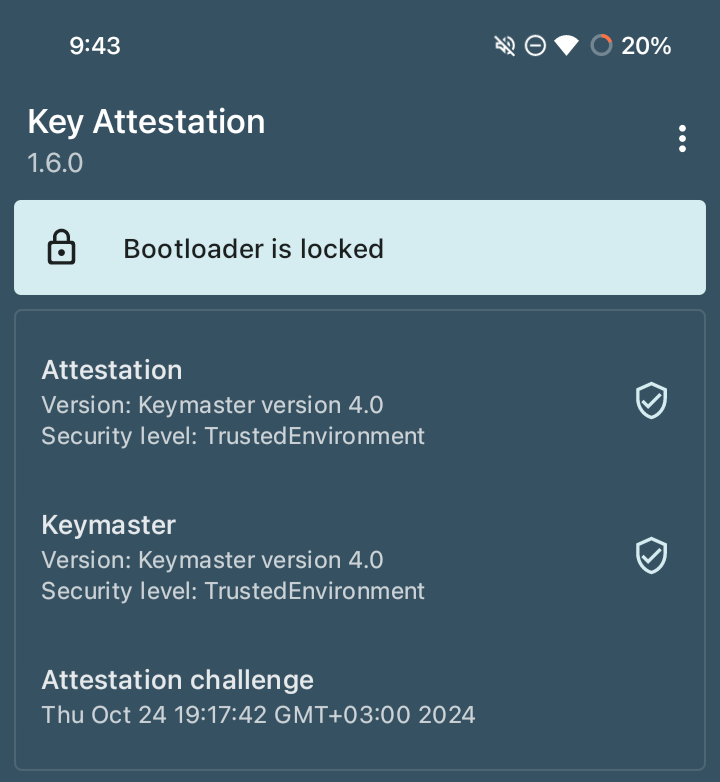 9:43
20%
Key Attestation
1.6.0
Bootloader is locked
Attestation
Version: Keymaster version 4.0
Security level: TrustedEnvironment
Keymaster
Version: Keymaster version 4.0
Security level: TrustedEnvironment
Attestation challenge
Thu Oct 24 19:17:42 GMT+03:00 2024